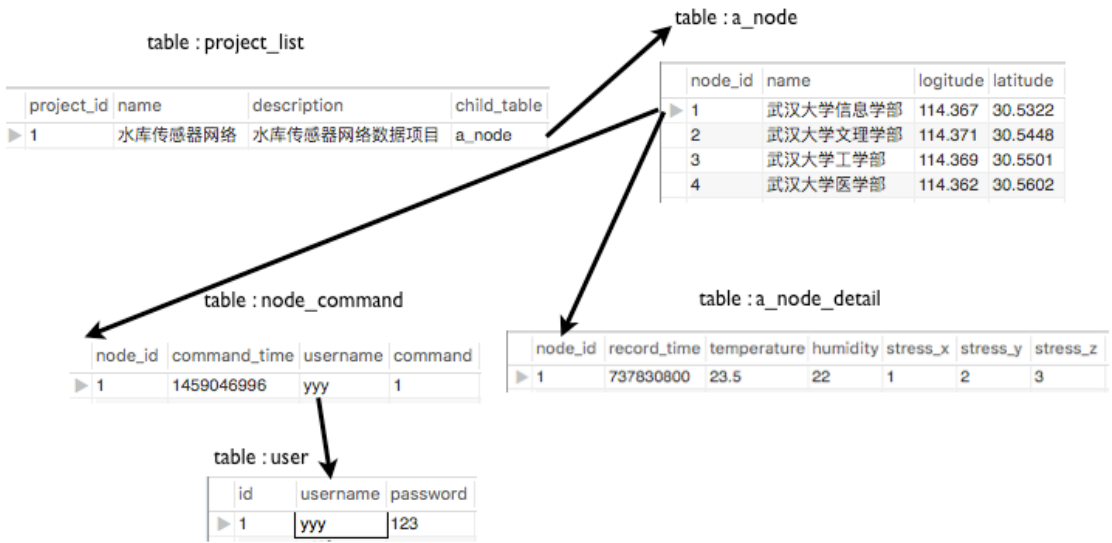 table : project_list
project_id name description child_table
1 水库传感器网络 水库传感器网络数据项目 a_node
table : a_node
node_id name logitude latitude
1 武汉大学信息学部 114.367 30.5322
2 武汉大学文理学部 114.371 30.5448
3 武汉大学工学部 114.369 30.5501
4 武汉大学医学部 114.362 30.5602
table : node_command
node_id command_time username command
1 1459046996 yyy 1
table : a_node_detail
node_id record_time temperature humidity stress_x stress_y stress_z
1 737830800 23.5 22 1 2 3
table : user
id username password
1 yyy 123